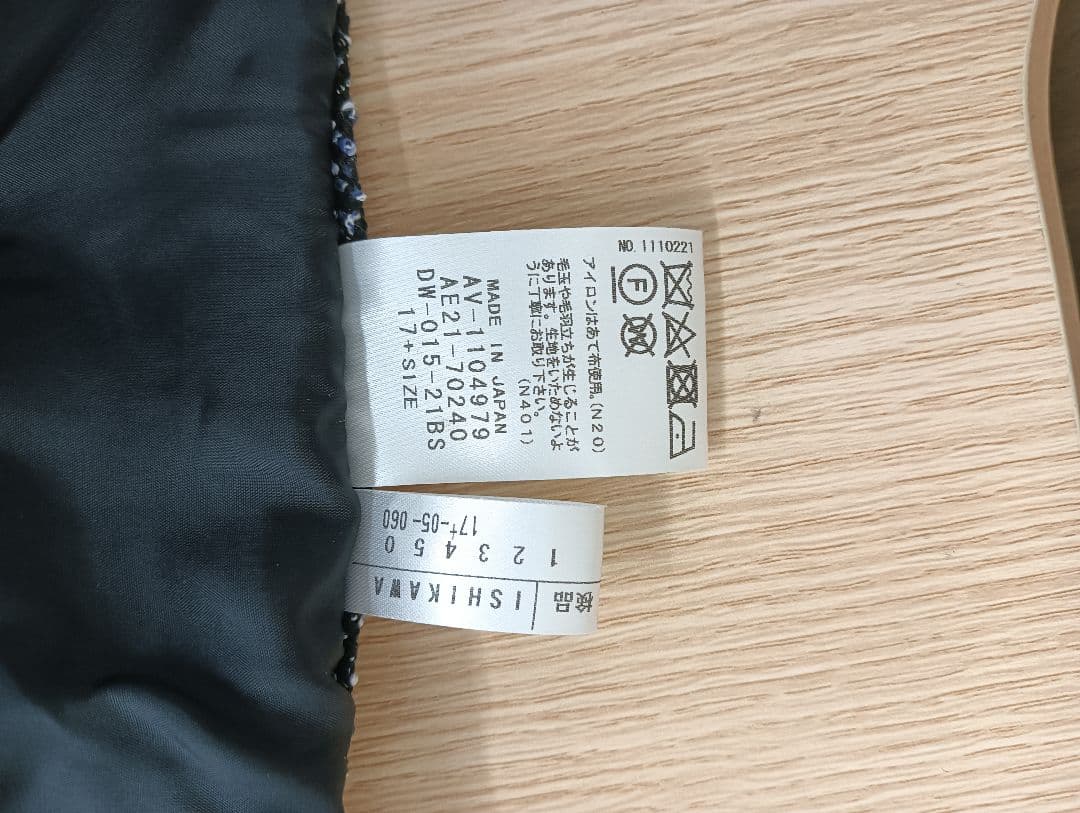 NO. 1110221
F
W
アイロンはあて布使用。(N20)
毛玉や毛羽立ちが生じることが
あります。生地をいためないよ
うに丁寧にお取り下さい。
(N401)
MADE IN JAPAN
AV-1104979
AE21-70240
DW-015-21BS
17+SIZE
検品 ISHIKAWA
1 2 3 4 5 0
17+-05-060